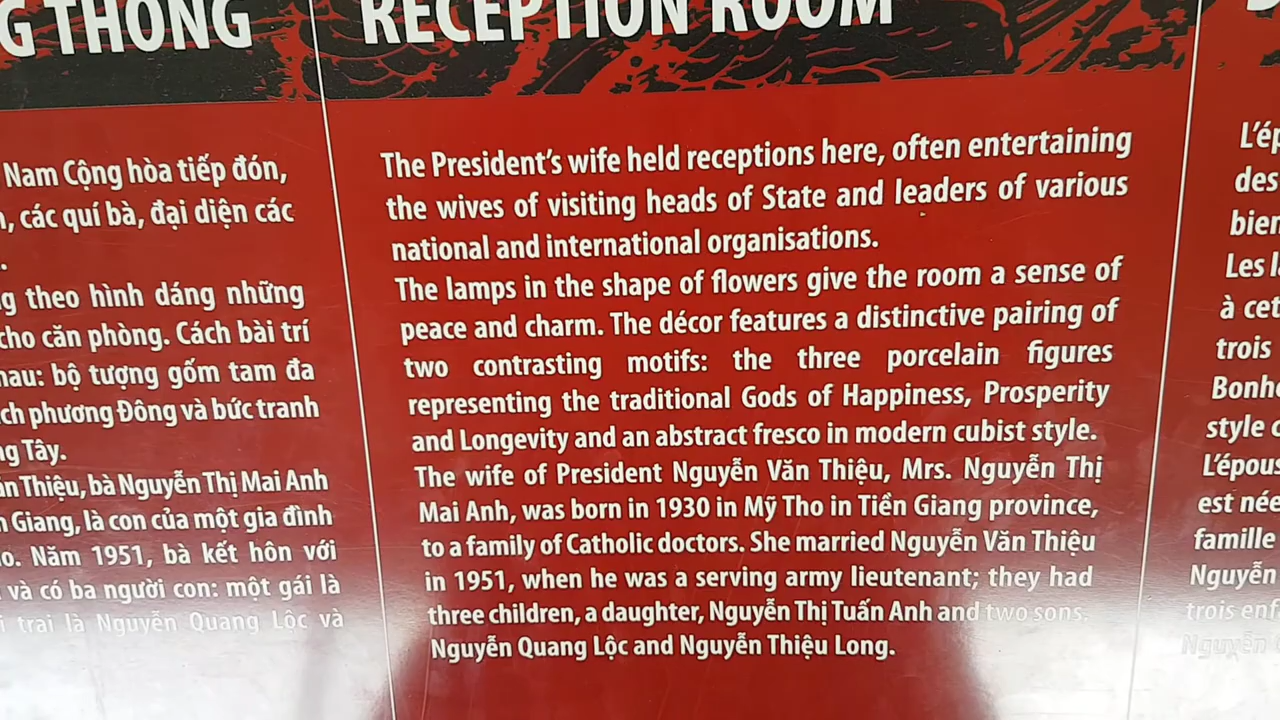 G THỐNG
Nam Cộng hòa tiếp đón,
các quí bà, đại diện các
theo hình dáng những
cho căn phòng. Cách bài trí
nhau: bộ tượng gốm tam đa
phương Đông và bức tranh
Tây.
Thiệu, bà Nguyễn Thị Mai Anh
Giang, là con của một gia đình
Năm 1951, bà kết hôn với
và có ba người con: một gái là
trai là Nguyễn Quang Lộc và
RECEPTION ROOM
The President's wife held receptions here, often entertaining
the wives of visiting heads of State and leaders of various
national and international organisations.
The lamps in the shape of flowers give the room a sense of
peace and charm. The décor features a distinctive pairing of
two contrasting motifs: the three porcelain figures
representing the traditional Gods of Happiness, Prosperity
and Longevity and an abstract fresco in modern cubist style.
The wife of President Nguyễn Văn Thiệu, Mrs. Nguyễn Thị
Mai Anh, was born in 1930 in Mỹ Tho in Tiền Giang province,
to a family of Catholic doctors. She married Nguyễn Văn Thiệu
in 1951, when he was a serving army lieutenant; they had
three children, a daughter, Nguyễn Thị Tuấn Anh and two sons,
Nguyễn Quang Lộc and Nguyễn Thiệu Long.
L'ép
des
bien
Les l
à cet
trois
Bonh
style c
L'épous
est née
famille
Nguyễn
trois enf
Nguyễn